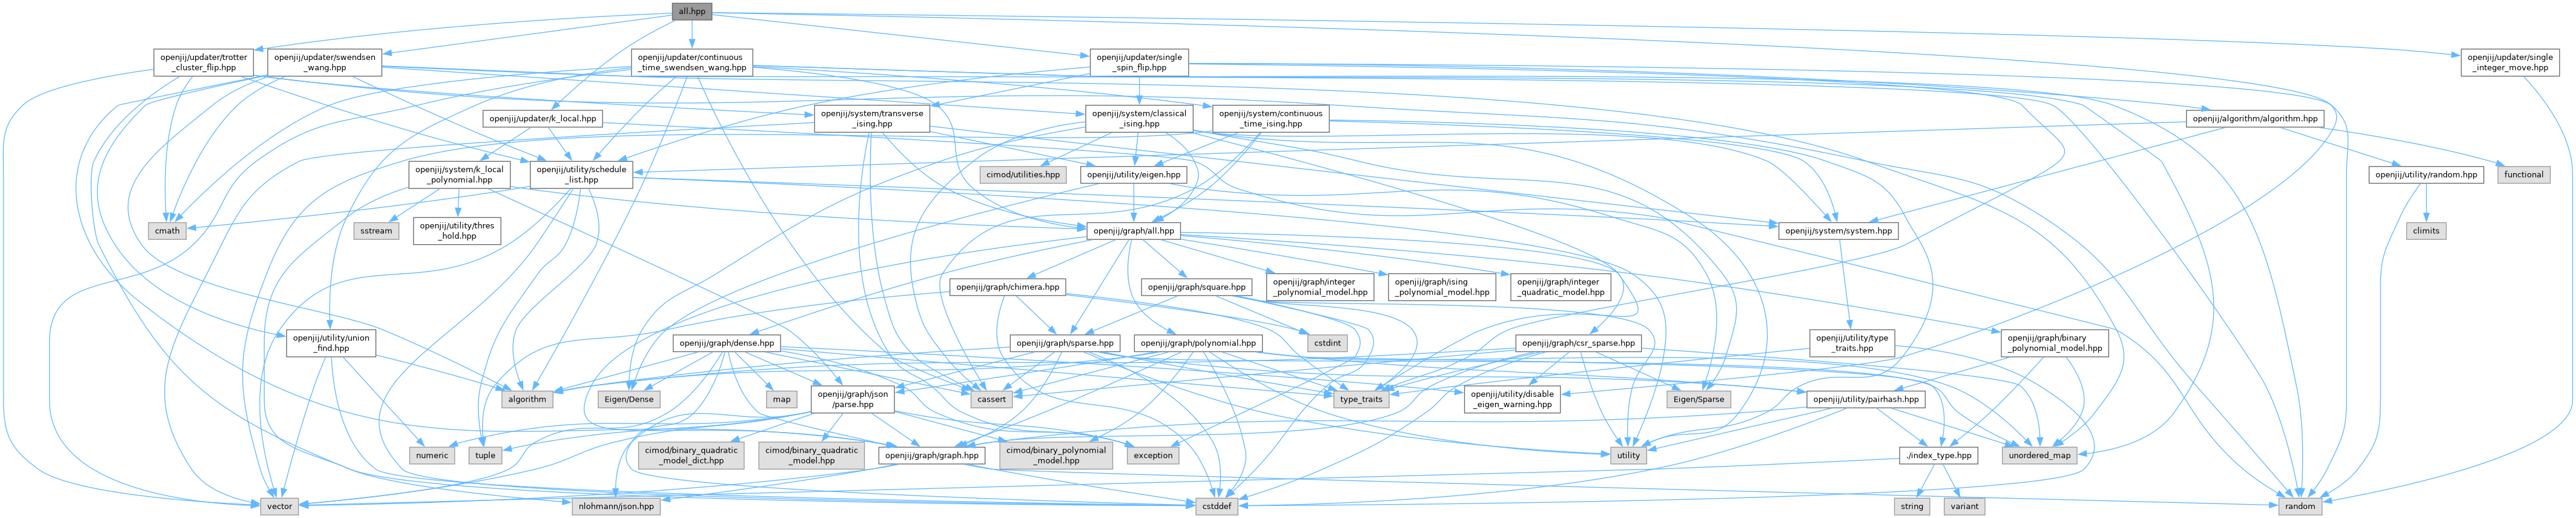 all.hpp
openjij/updater/trotter
_cluster_flip.hpp
openjij/updater/swendsen
_wang.hpp
openjij/updater/continuous
_time_swendsen_wang.hpp
openjij/updater/single
_spin_flip.hpp
openjij/updater/single
_integer_move.hpp
openjij/updater/k_local.hpp
openjij/system/transverse
_ising.hpp
openjij/system/classical
_ising.hpp
openjij/system/continuous
_time_ising.hpp
openjij/algorithm/algorithm.hpp
openjij/system/k_local
_polynomial.hpp
openjij/utility/schedule
_list.hpp
cimod/utilities.hpp
openjij/utility/eigen.hpp
openjij/utility/random.hpp
functional
cmath
sstream
openjij/utility/thres
_hold.hpp
openjij/graph/all.hpp
openjij/system/system.hpp
climits
openjij/graph/chimera.hpp
openjij/graph/square.hpp
openjij/graph/integer
_polynomial_model.hpp
openjij/graph/ising
_polynomial_model.hpp
openjij/graph/integer
_quadratic_model.hpp
openjij/utility/union
_find.hpp
openjij/graph/dense.hpp
openjij/graph/sparse.hpp
openjij/graph/polynomial.hpp
cstdint
openjij/graph/csr_sparse.hpp
openjij/utility/type
_traits.hpp
openjij/graph/binary
_polynomial_model.hpp
algorithm
Eigen/Dense
map
openjij/graph/json
/parse.hpp
cassert
type_traits
openjij/utility/disable
_eigen_warning.hpp
Eigen/Sparse
openjij/utility/pairhash.hpp
numeric
tuple
cimod/binary_quadratic
_model_dict.hpp
cimod/binary_quadratic
_model.hpp
openjij/graph/graph.hpp
cimod/binary_polynomial
_model.hpp
exception
utility
./index_type.hpp
unordered_map
vector
nlohmann/json.hpp
cstddef
string
variant
random